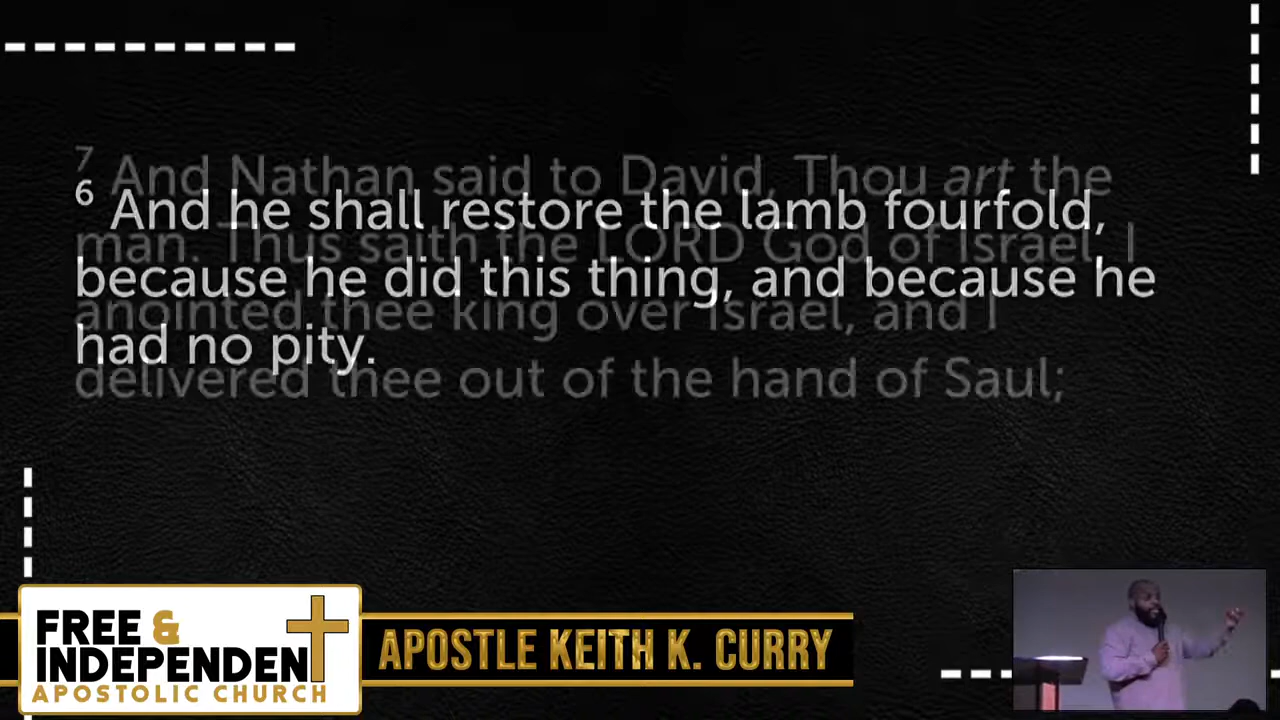 7 And Nathan said to David, Thou art the
man. Thus saith the LORD God of Israel, I
anointed thee king over Israel, and I
delivered thee out of the hand of Saul;
6 And he shall restore the lamb fourfold,
because he did this thing, and because he
had no pity.
FREE &
INDEPENDENT
APOSTOLIC CHURCH
APOSTLE KEITH K. CURRY